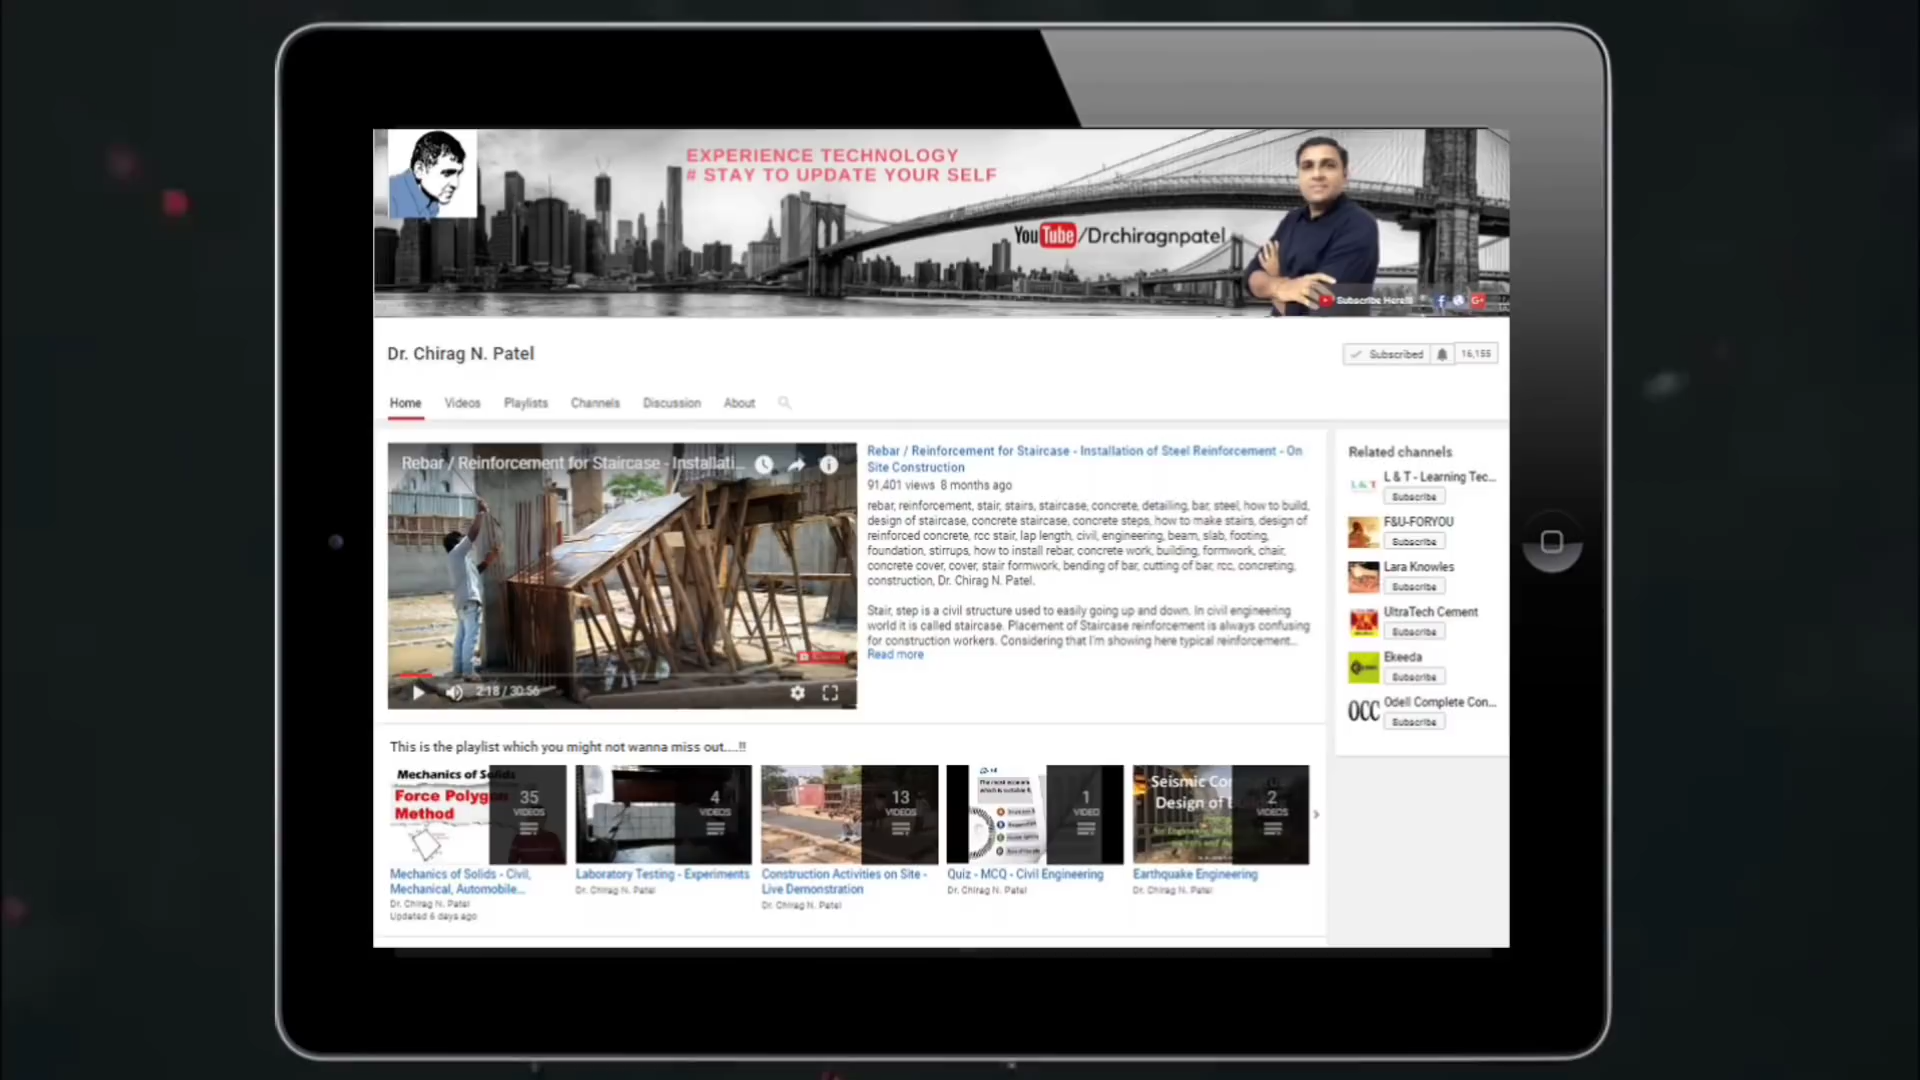 EXPERIENCE TECHNOLOGY
# STAY TO UPDATE YOUR SELF
YouTube/Drchiragnpatel
Subscribe Here!!
Dr. Chirag N. Patel
Subscribed 16,155
Home Videos Playlists Channels Discussion About
Rebar / Reinforcement for Staircase - Installati...
2:18 / 30:56
Rebar / Reinforcement for Staircase - Installation of Steel Reinforcement - On
Site Construction
91,401 views 8 months ago
rebar, reinforcement, stair, stairs, staircase, concrete, detailing, bar, steel, how to build,
design of staircase, concrete staircase, concrete steps, how to make stairs, design of
reinforced concrete, rcc stair, lap length, civil, engineering, beam, slab, footing,
foundation, stirrups, how to install rebar, concrete work, building, formwork, chair,
concrete cover, cover, stair formwork, bending of bar, cutting of bar, rcc, concreting,
construction, Dr. Chirag N. Patel.
Stair, step is a civil structure used to easily going up and down. In civil engineering
world it is called staircase. Placement of Staircase reinforcement is always confusing
for construction workers. Considering that I'm showing here typical reinforcement...
Read more
Related channels
L & T - Learning Tec...
Subscribe
F&U-FORYOU
Subscribe
Lara Knowles
Subscribe
UltraTech Cement
Subscribe
Ekeeda
Subscribe
OCC
Odell Complete Con...
Subscribe
This is the playlist which you might not wanna miss out....!!
Mechanics of Solids
Force Polygon
Method
35
VIDEOS
Mechanics of Solids - Civil,
Mechanical, Automobile...
Dr. Chirag N. Patel
Updated 6 days ago
4
VIDEOS
Laboratory Testing - Experiments
Dr. Chirag N. Patel
13
VIDEOS
Construction Activities on Site -
Live Demonstration
Dr. Chirag N. Patel
1
VIDEO
Quiz - MCQ - Civil Engineering
Dr. Chirag N. Patel
Seismic Co
Design of
2
VIDEOS
Earthquake Engineering
Dr. Chirag N. Patel